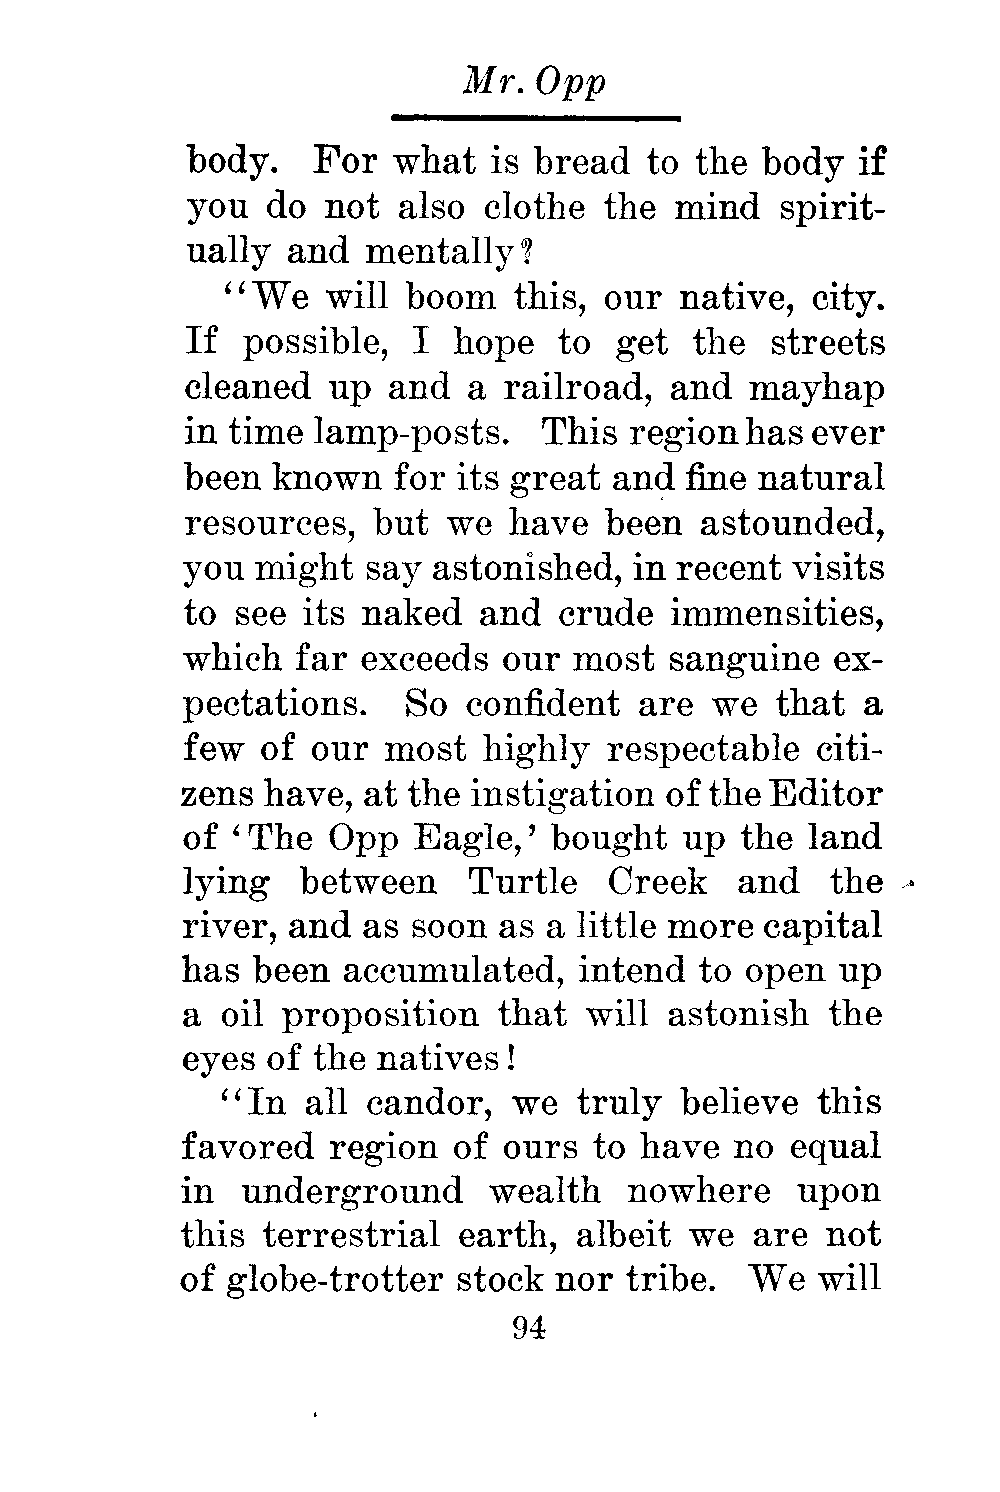 Mr. Opp
body. For what is bread to the body if
you do not also clothe the mind spirit-
ually and mentally?
“We will boom this, our native, city.
If possible, I hope to get the streets
cleaned up and a railroad, and mayhap
in time lamp-posts. This region has ever
been known for its great and fine natural
resources, but we have been astounded,
you might say astonished, in recent visits
to see its naked and crude immensities,
which far exceeds our most sanguine ex-
pectations. So confident are we that a
few of our most highly respectable citi-
zens have, at the instigation of the Editor
of ‘The Opp Eagle,’ bought up the land
lying between Turtle Creek and the
river, and as soon as a little more capital
has been accumulated, intend to open up
a oil proposition that will astonish the
eyes of the natives!
“In all candor, we truly believe this
favored region of ours to have no equal
in underground wealth nowhere upon
this terrestrial earth, albeit we are not
of globe-trotter stock nor tribe. We will
94